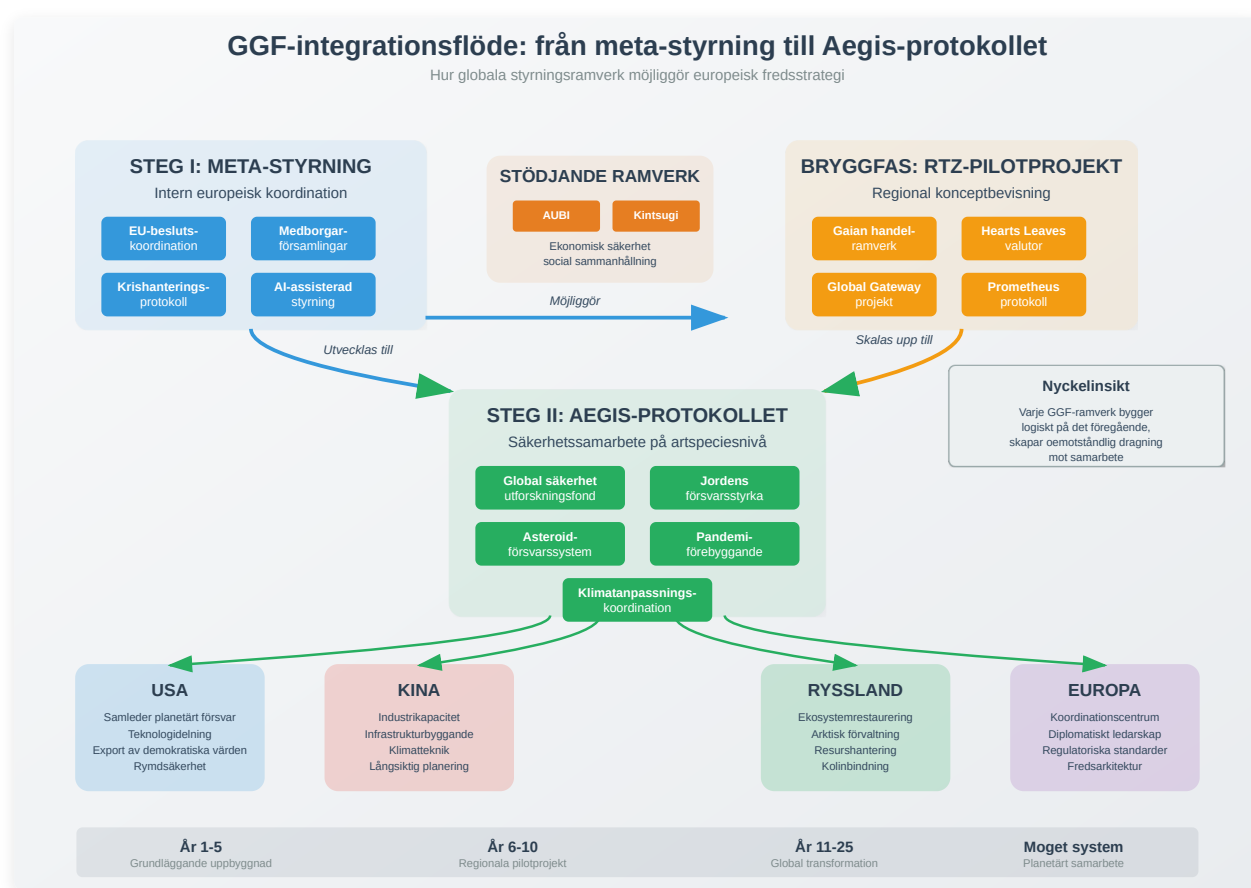 GGF-integrationsflöde: från meta-styrning till Aegis-protokollet
Hur globala styrningsramverk möjliggör europeisk fredsstrategi
STEG I: META-STYRNING
Intern europeisk koordination
EU-besluts-
koordination
Medborgar-
församlingar
Krishanterings-
protokoll
AI-assisterad
styrning
STÖDJANDE RAMVERK
AUBI
Kintsugi
Ekonomisk säkerhet
social sammanhållning
BRYGGFAS: RTZ-PILOTPROJEKT
Regional konceptbevisning
Gaian handel-
ramverk
Hearts Leaves
valutor
Global Gateway
projekt
Prometheus
protokoll
Möjliggör
Utvecklas till
Skalas upp till
Nyckelinsikt
Varje GGF-ramverk bygger
logiskt på det föregående,
skapar oemotståndlig dragning
mot samarbete
STEG II: AEGIS-PROTOKOLLET
Säkerhetssamarbete på artspeciesnivå
Global säkerhet
utforskningsfond
Jordens
försvarsstyrka
Asteroid-
försvarssystem
Pandemi-
förebyggande
Klimatanpassnings-
koordination
USA
Samleder planetärt försvar
Teknologidelning
Export av demokratiska värden
Rymdsäkerhet
KINA
Industrikapacitet
Infrastrukturbyggande
Klimatteknik
Långsiktig planering
RYSSLAND
Ekosystemrestaurering
Arktisk förvaltning
Resurshantering
Kolinbindning
EUROPA
Koordinationscentrum
Diplomatiskt ledarskap
Regulatoriska standarder
Fredsarkitektur
År 1-5
Grundläggande uppbyggnad
År 6-10
Regionala pilotprojekt
År 11-25
Global transformation
Moget system
Planetärt samarbete